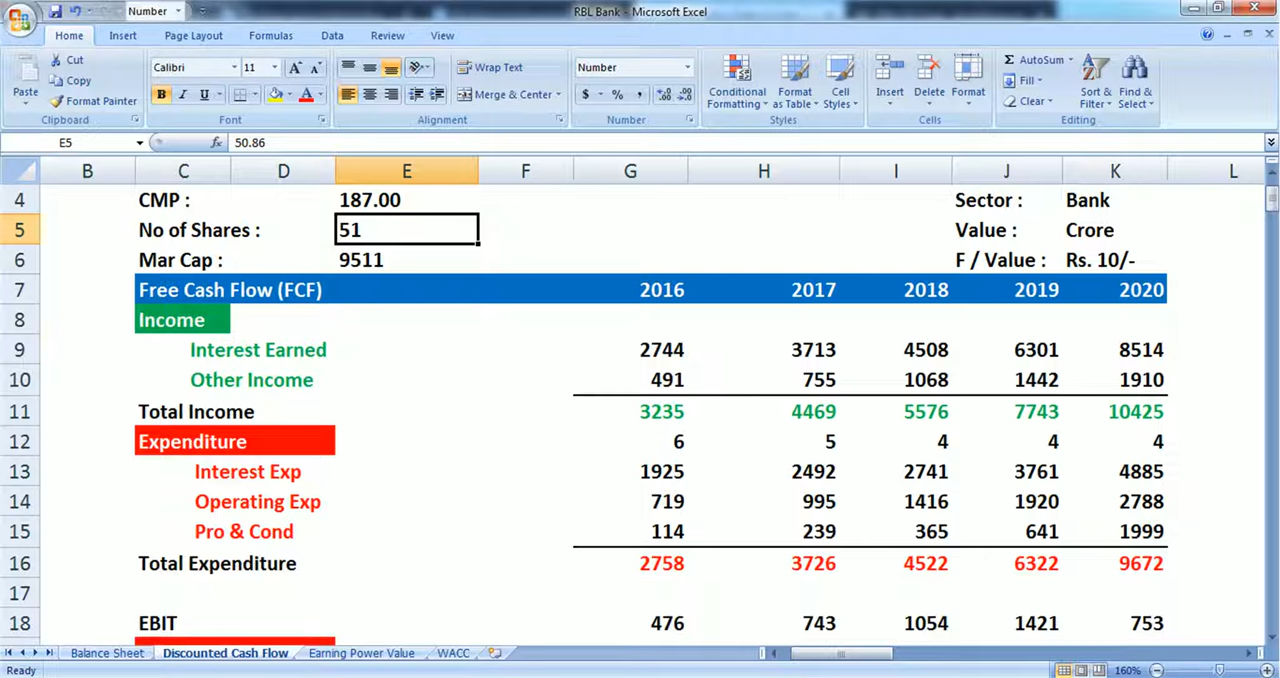 Number
RBL Bank - Microsoft Excel
Home Insert Page Layout Formulas Data Review View
Paste
Cut
Copy
Format Painter
Clipboard
Calibri 11
B I U A
Font
Wrap Text
Merge & Center
Alignment
Number
$ % ,
Number
Conditional Formatting
Format as Table
Cell Styles
Styles
Insert Delete Format
Cells
Σ AutoSum
Fill
Clear
Sort & Filter
Find & Select
Editing
E5 fx 50.86
B C D E F G H I J K L
4 CMP : 187.00 Sector : Bank
5 No of Shares : 51 Value : Crore
6 Mar Cap : 9511 F / Value : Rs. 10/-
7 Free Cash Flow (FCF) 2016 2017 2018 2019 2020
8 Income
9 Interest Earned 2744 3713 4508 6301 8514
10 Other Income 491 755 1068 1442 1910
11 Total Income 3235 4469 5576 7743 10425
12 Expenditure 6 5 4 4 4
13 Interest Exp 1925 2492 2741 3761 4885
14 Operating Exp 719 995 1416 1920 2788
15 Pro & Cond 114 239 365 641 1999
16 Total Expenditure 2758 3726 4522 6322 9672
17
18 EBIT 476 743 1054 1421 753
Balance Sheet Discounted Cash Flow Earning Power Value WACC
Ready 160%